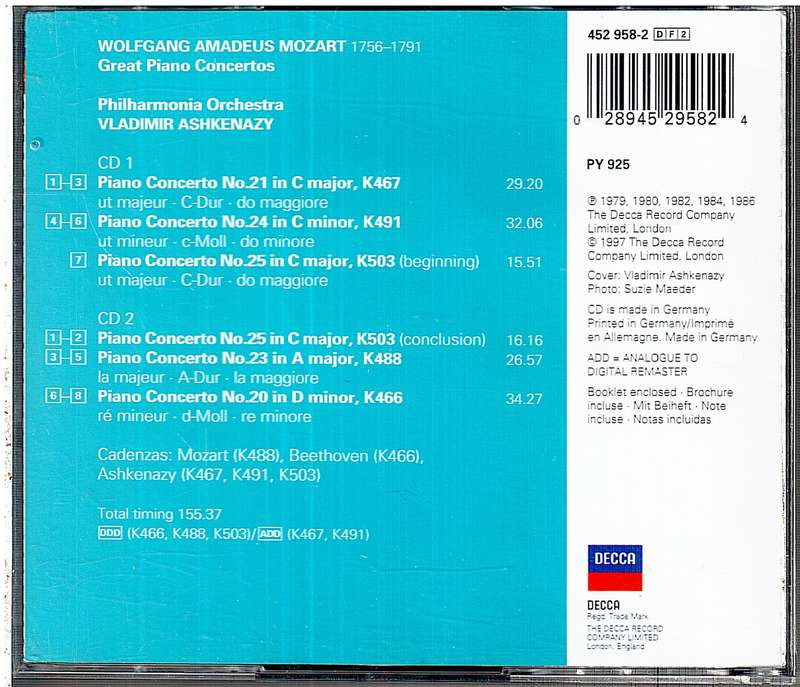 WOLFGANG AMADEUS MOZART 1756–1791
Great Piano Concertos
Philharmonia Orchestra
VLADIMIR ASHKENAZY
CD 1
1–3 Piano Concerto No.21 in C major, K467 29.20
ut majeur · C-Dur · do maggiore
4–6 Piano Concerto No.24 in C minor, K491 32.06
ut mineur · c-Moll · do minore
7 Piano Concerto No.25 in C major, K503 (beginning) 15.51
ut majeur · C-Dur · do maggiore
CD 2
1–2 Piano Concerto No.25 in C major, K503 (conclusion) 16.16
3–5 Piano Concerto No.23 in A major, K488 26.57
la majeur · A-Dur · la maggiore
6–8 Piano Concerto No.20 in D minor, K466 34.27
ré mineur · d-Moll · re minore
Cadenzas: Mozart (K488), Beethoven (K466),
Ashkenazy (K467, K491, K503)
Total timing 155.37
DDD (K466, K488, K503)/ADD (K467, K491)
452 958-2 DF2
0 28945 29582 4
PY 925
℗ 1979, 1980, 1982, 1984, 1986
The Decca Record Company
Limited, London
© 1997 The Decca Record
Company Limited, London
Cover: Vladimir Ashkenazy
Photo: Suzie Maeder
CD is made in Germany
Printed in Germany/Imprimé
en Allemagne. Made in Germany
ADD = ANALOGUE TO
DIGITAL REMASTER
Booklet enclosed · Brochure
incluse · Mit Beiheft · Note
incluse · Notas incluidas
DECCA
DECCA
Regd. Trade Mark
THE DECCA RECORD
COMPANY LIMITED
London, England